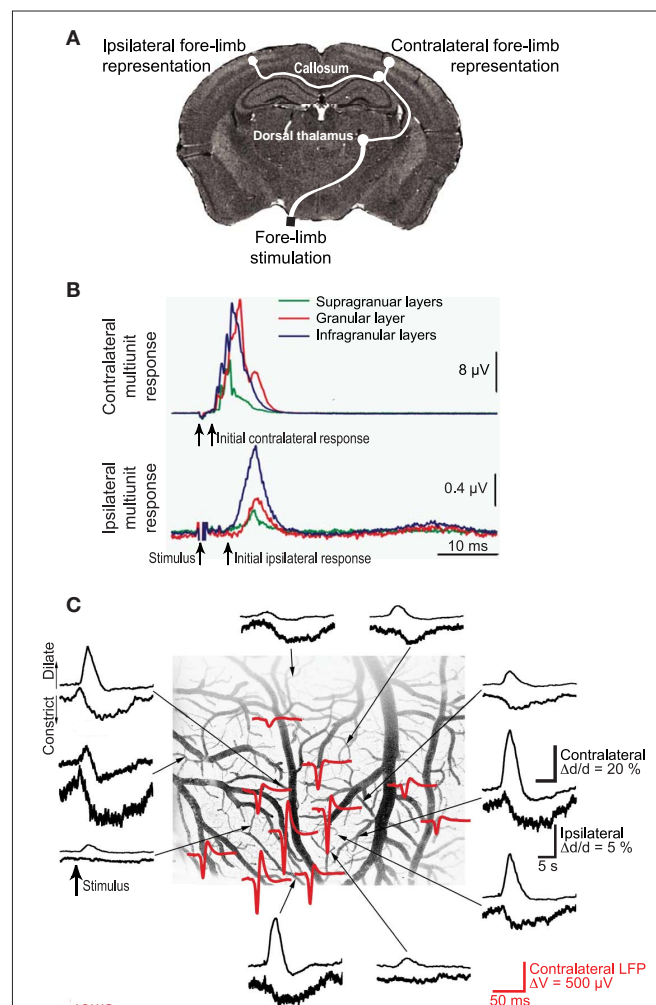 A
Ipsilateral fore-limb
representation
Contralateral fore-limb
representation
Callosum
Dorsal thalamus
Fore-limb
stimulation
B
Contralateral
multiunit
response
Supragranuar layers
Granular layer
Infragranular layers
8 µV
Initial contralateral response
Ipsilateral
multiunit
response
0.4 µV
Stimulus
Initial ipsilateral response
10 ms
C
Dilate
Constrict
Contralateral
Δd/d = 20 %
Ipsilateral
Δd/d = 5 %
5 s
Stimulus
Contralateral LFP
ΔV = 500 µV
50 ms